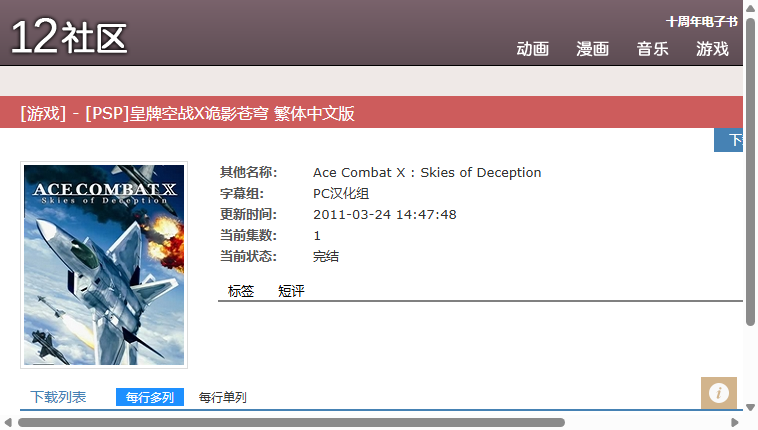 12社区
十周年电子书
动画 漫画 音乐 游戏
[游戏] - [PSP]皇牌空战X诡影苍穹 繁体中文版
ACE COMBAT X
Skies of Deception
其他名称: Ace Combat X : Skies of Deception
字幕组: PC汉化组
更新时间: 2011-03-24 14:47:48
当前集数: 1
当前状态: 完结
标签 短评
下载列表 每行多列 每行单列